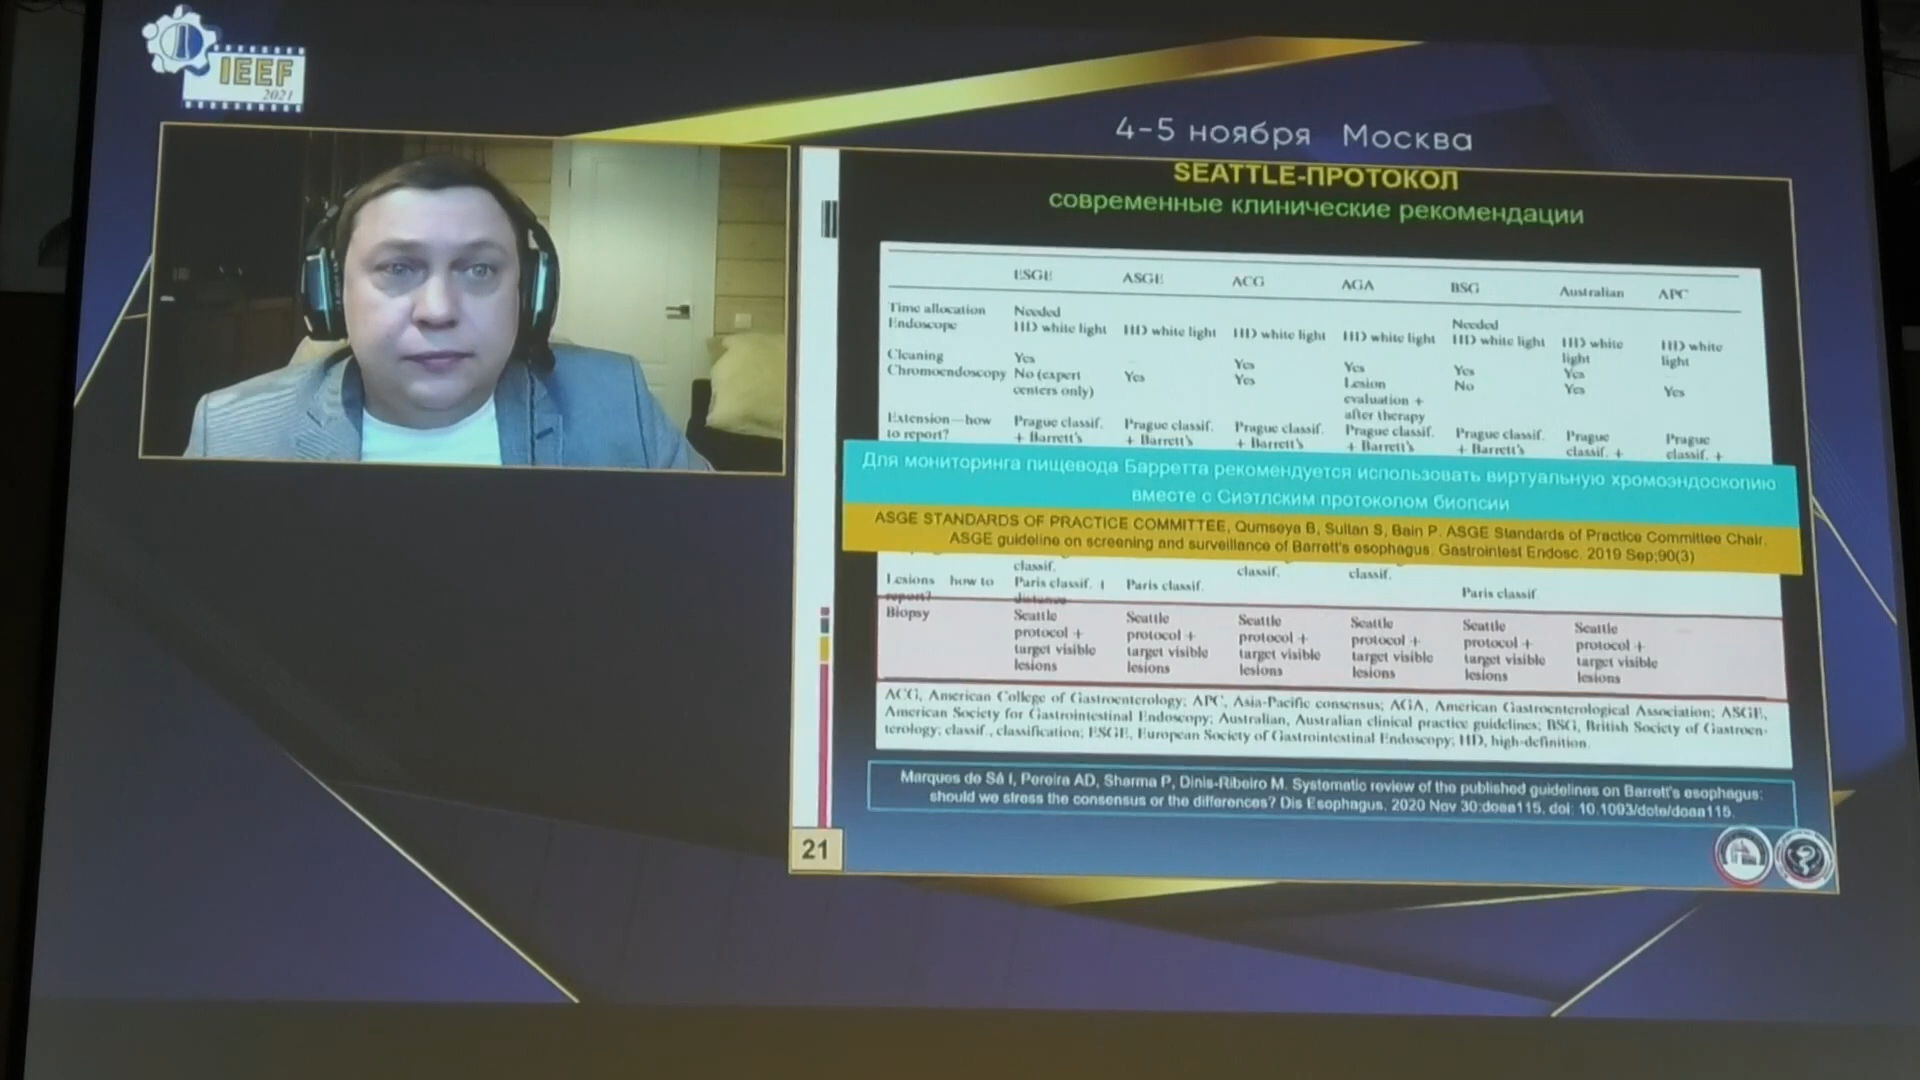 IEEF
2021
4-5 ноября Москва
SEATTLE-ПРОТОКОЛ
современные клинические рекомендации
ESGE ASGE ACG AGA BSG Australian APC
Time allocation Needed Needed
Endoscope HD white light HD white light HD white light HD white light HD white light HD white light HD white light
Cleaning Yes Yes Yes Yes Yes
Chromoendoscopy No (expert centers only) Yes Yes Lesion evaluation + after therapy No Yes Yes
Extension—how to report? Prague classif. + Barrett's Prague classif. + Barrett's Prague classif. + Barrett's Prague classif. + Barrett's Prague classif. + Barrett's Prague classif. + Prague classif. +
Для мониторинга пищевода Барретта рекомендуется использовать виртуальную хромоэндоскопию
вместе с Сиэтлским протоколом биопсии
ASGE STANDARDS OF PRACTICE COMMITTEE, Qumseya B, Sultan S, Bain P. ASGE Standards of Practice Committee Chair.
ASGE guideline on screening and surveillance of Barrett's esophagus. Gastrointest Endosc. 2019 Sep;90(3)
classif. classif. classif.
Lesions how to report? Paris classif. + distance Paris classif. Paris classif
Biopsy Seattle protocol + target visible lesions Seattle protocol + target visible lesions Seattle protocol + target visible lesions Seattle protocol + target visible lesions Seattle protocol + target visible lesions Seattle protocol + target visible lesions
ACG, American College of Gastroenterology; APC, Asia-Pacific consensus; AGA, American Gastroenterological Association; ASGE,
American Society for Gastrointestinal Endoscopy; Australian, Australian clinical practice guidelines; BSG, British Society of Gastroen-
terology; classif., classification; ESGE, European Society of Gastrointestinal Endoscopy; HD, high-definition.
Marques de Sá I, Pereira AD, Sharma P, Dinis-Ribeiro M. Systematic review of the published guidelines on Barrett's esophagus:
should we stress the consensus or the differences? Dis Esophagus. 2020 Nov 30:doaa115. doi: 10.1093/dote/doaa115.
21